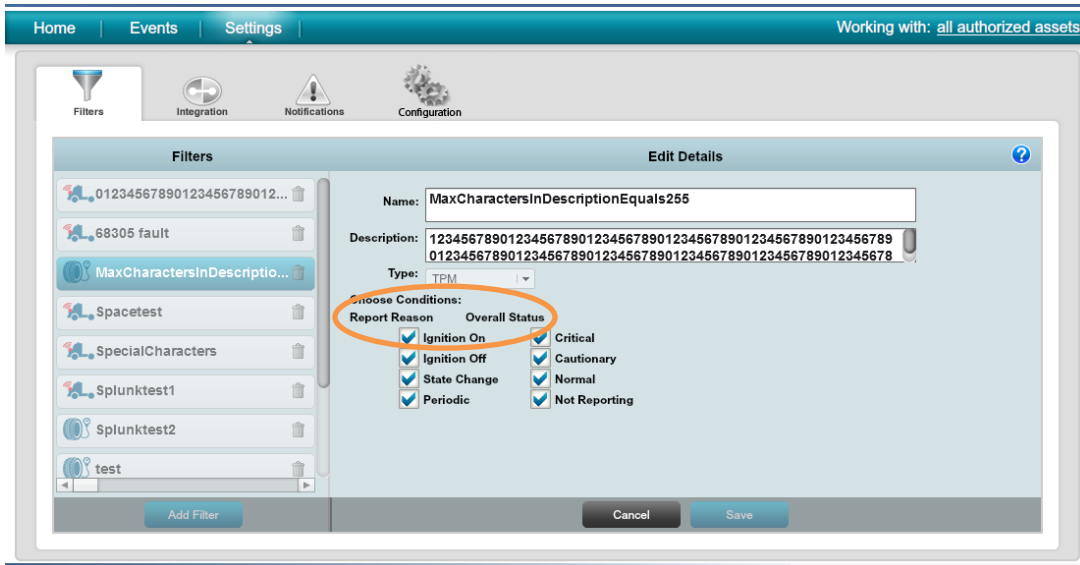 Home | Events | Settings | Working with: all authorized assets
Filters Integration Notifications Configuration
Filters
01234567890123456789012...
68305 fault
MaxCharactersInDescriptio...
Spacetest
SpecialCharacters
Splunktest1
Splunktest2
test
Add Filter
Edit Details ?
Name: MaxCharactersInDescriptionEquals255
Description: 12345678901234567890123456789012345678901234567890123456789
0123456789012345678901234567890123456789012345678901234567 8
Type: TPM
Choose Conditions:
Report Reason Overall Status
Ignition On Critical
Ignition Off Cautionary
State Change Normal
Periodic Not Reporting
Cancel Save